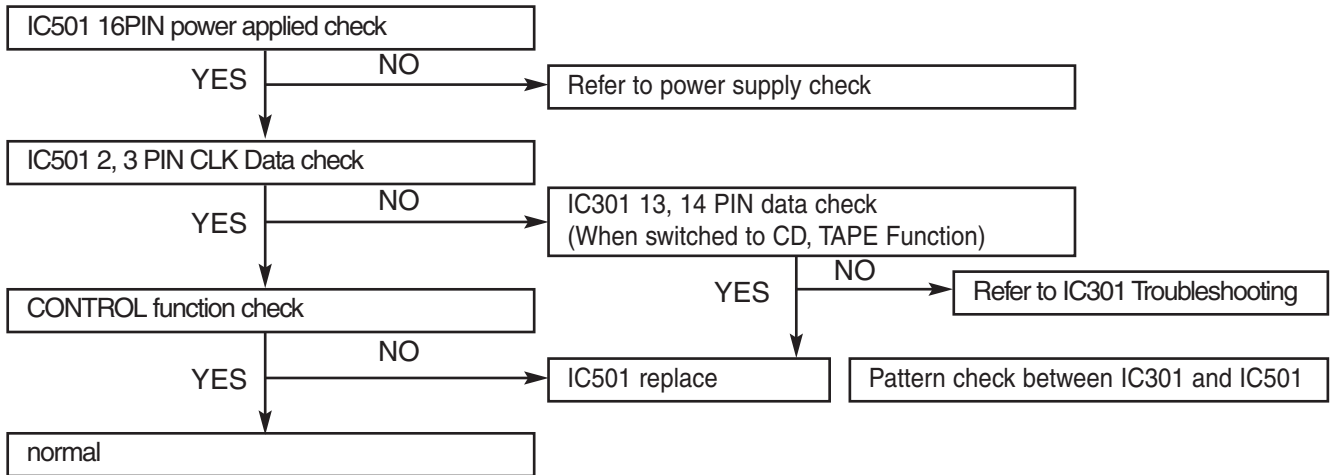 IC501 16PIN power applied check
YES
NO
Refer to power supply check
IC501 2, 3 PIN CLK Data check
YES
NO
IC301 13, 14 PIN data check
(When switched to CD, TAPE Function)
YES
NO
Refer to IC301 Troubleshooting
CONTROL function check
YES
NO
IC501 replace
Pattern check between IC301 and IC501
normal